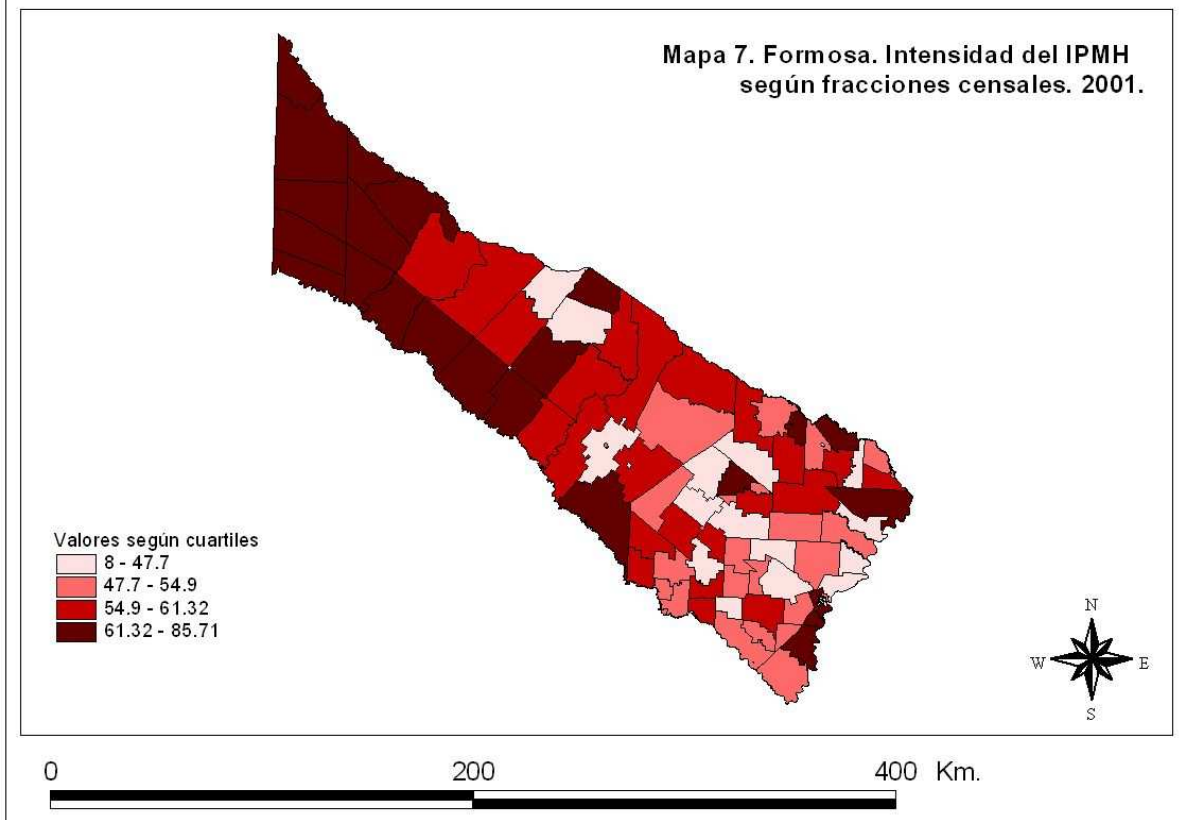 Mapa 7. Formosa. Intensidad del IPMH
según fracciones censales. 2001.
Valores según cuartiles
8 - 47.7
47.7 - 54.9
54.9 - 61.32
61.32 - 85.71
N
W E
S
0 200 400 Km.